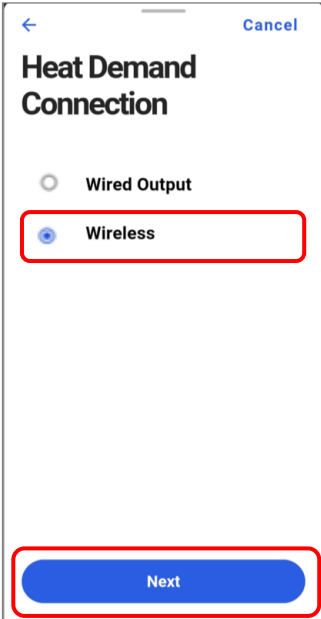 Cancel
Heat Demand
Connection
Wired Output
Wireless
Next